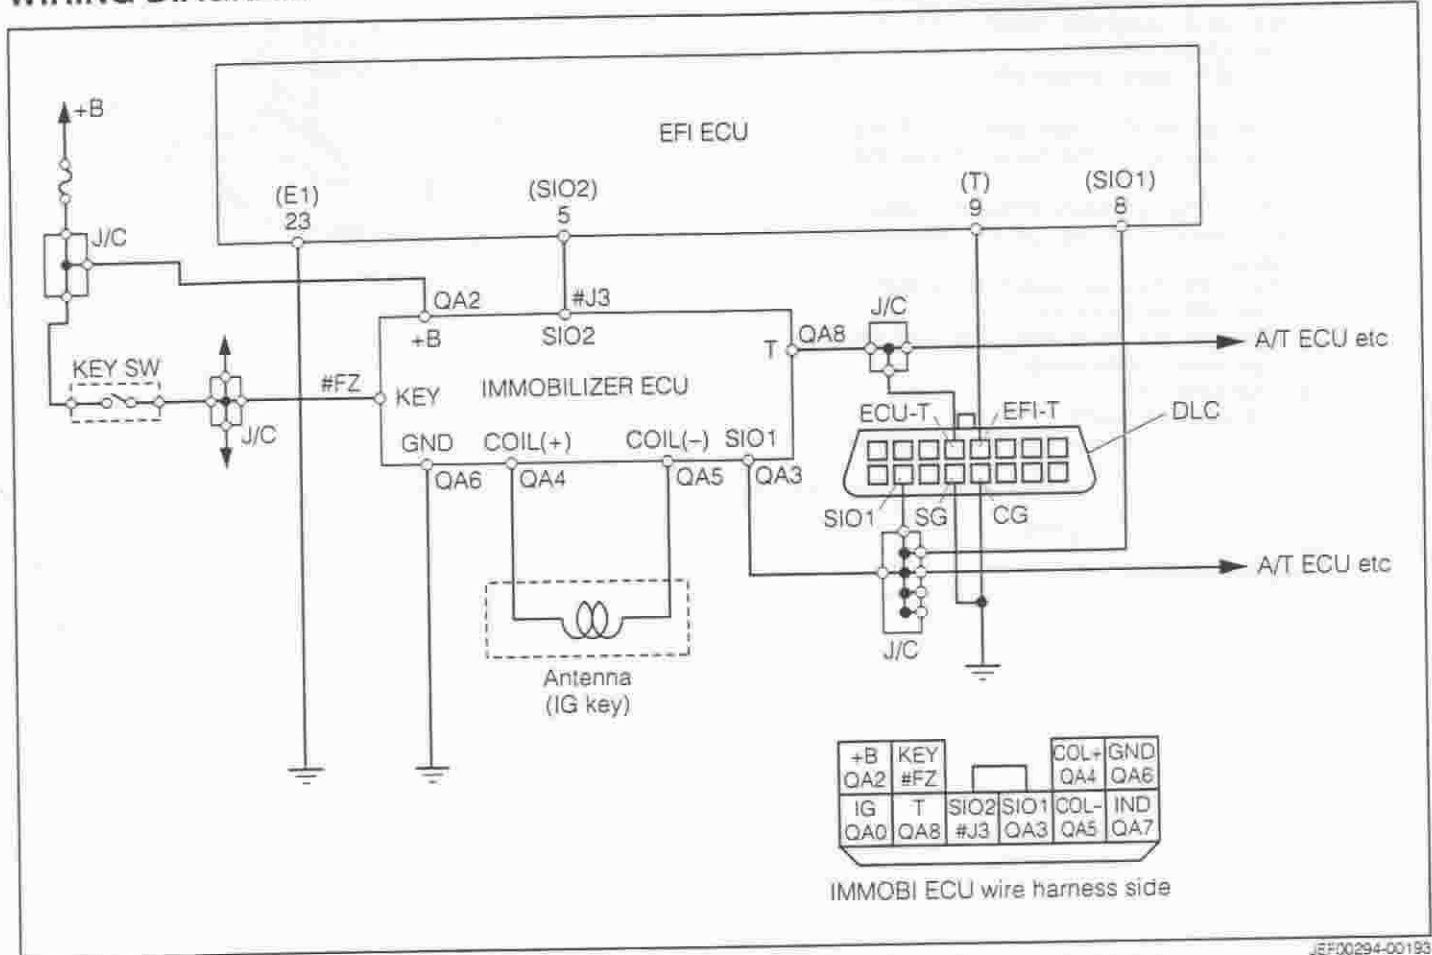 WIRING DIAGRAM
+B
EFI ECU
(E1)
23
(SIO2)
5
(T)
9
(SIO1)
8
J/C
QA2
#J3
+B
SIO2
T
QA8
J/C
A/T ECU etc
KEY SW
#FZ
KEY
IMMOBILIZER ECU
J/C
GND
COIL(+)
COIL(–)
SIO1
QA6
QA4
QA5
QA3
ECU-T
EFI-T
DLC
SIO1
SG
CG
A/T ECU etc
J/C
Antenna
(IG key)
+B KEY COL+ GND
QA2 #FZ QA4 QA6
IG T SIO2 SIO1 COL– IND
QA0 QA8 #J3 QA3 QA5 QA7
IMMOBI ECU wire harness side
JEF00294-00193